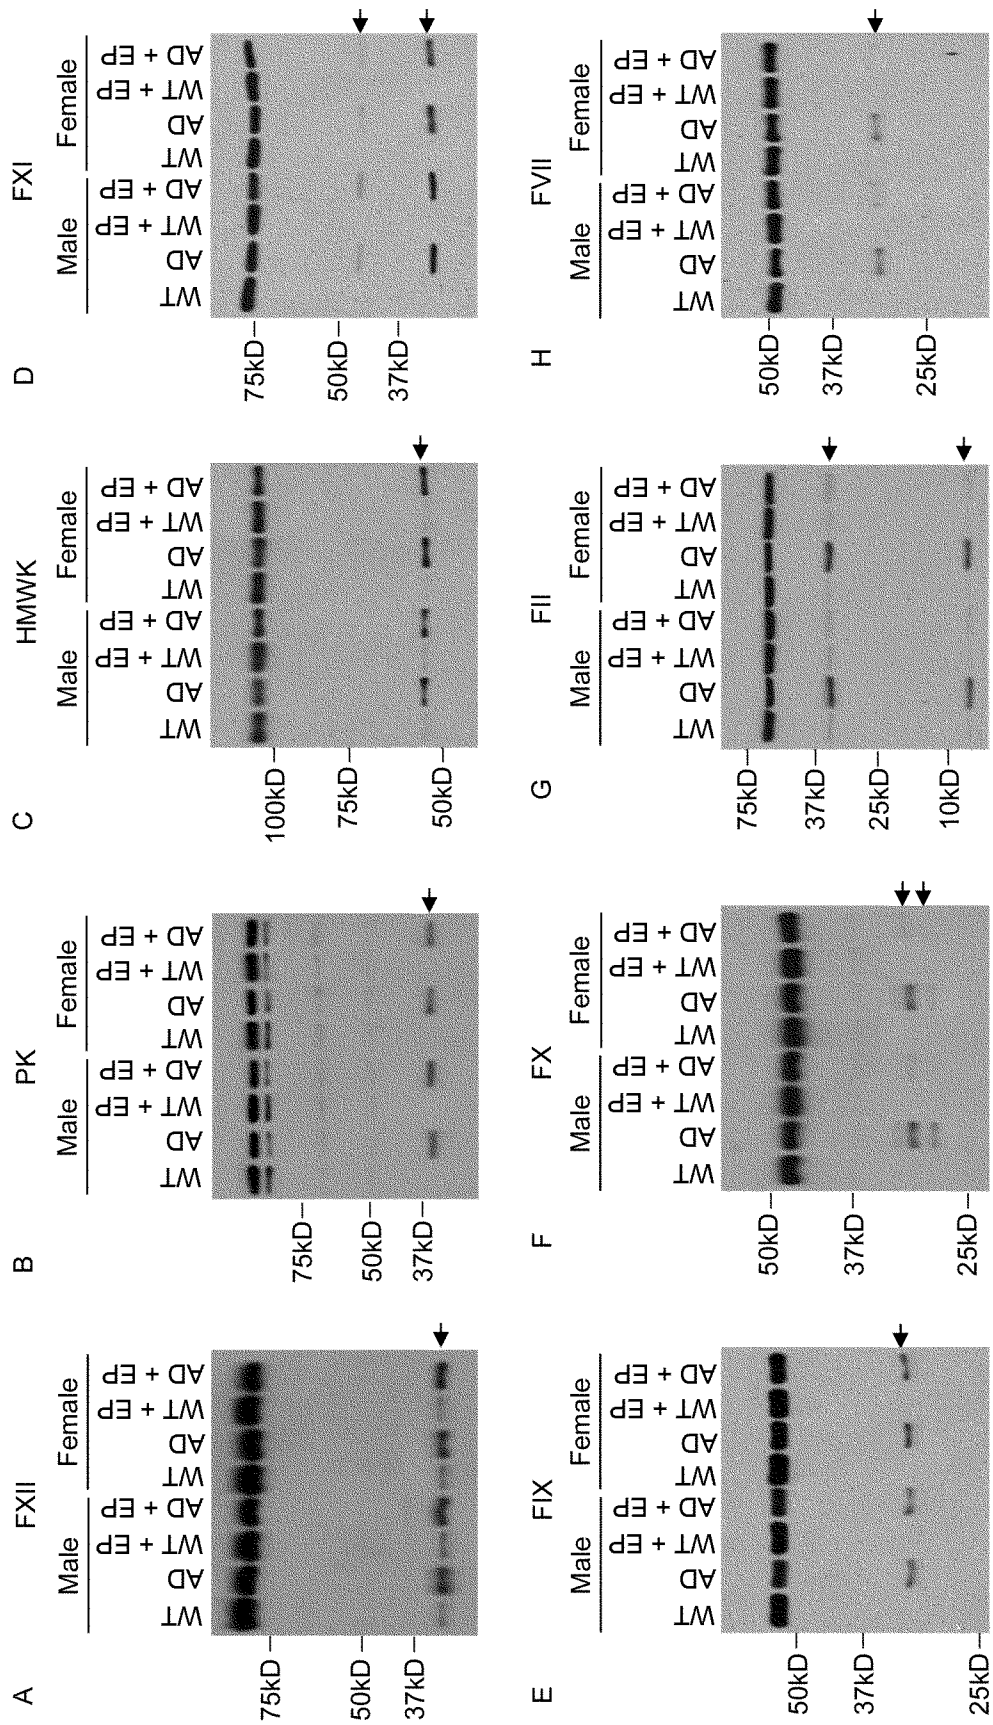 A
FXII
Male Female
WT AD WT + EP AD + EP WT AD WT + EP AD + EP
75kD
50kD
37kD
B
PK
Male Female
WT AD WT + EP AD + EP WT AD WT + EP AD + EP
75kD
50kD
37kD
C
HMWK
Male Female
WT AD WT + EP AD + EP WT AD WT + EP AD + EP
100kD
75kD
50kD
D
FXI
Male Female
WT AD WT + EP AD + EP WT AD WT + EP AD + EP
75kD
50kD
37kD
E
FIX
Male Female
WT AD WT + EP AD + EP WT AD WT + EP AD + EP
50kD
37kD
25kD
F
FX
Male Female
WT AD WT + EP AD + EP WT AD WT + EP AD + EP
50kD
37kD
25kD
G
FII
Male Female
WT AD WT + EP AD + EP WT AD WT + EP AD + EP
75kD
37kD
25kD
10kD
H
FVII
Male Female
WT AD WT + EP AD + EP WT AD WT + EP AD + EP
50kD
37kD
25kD